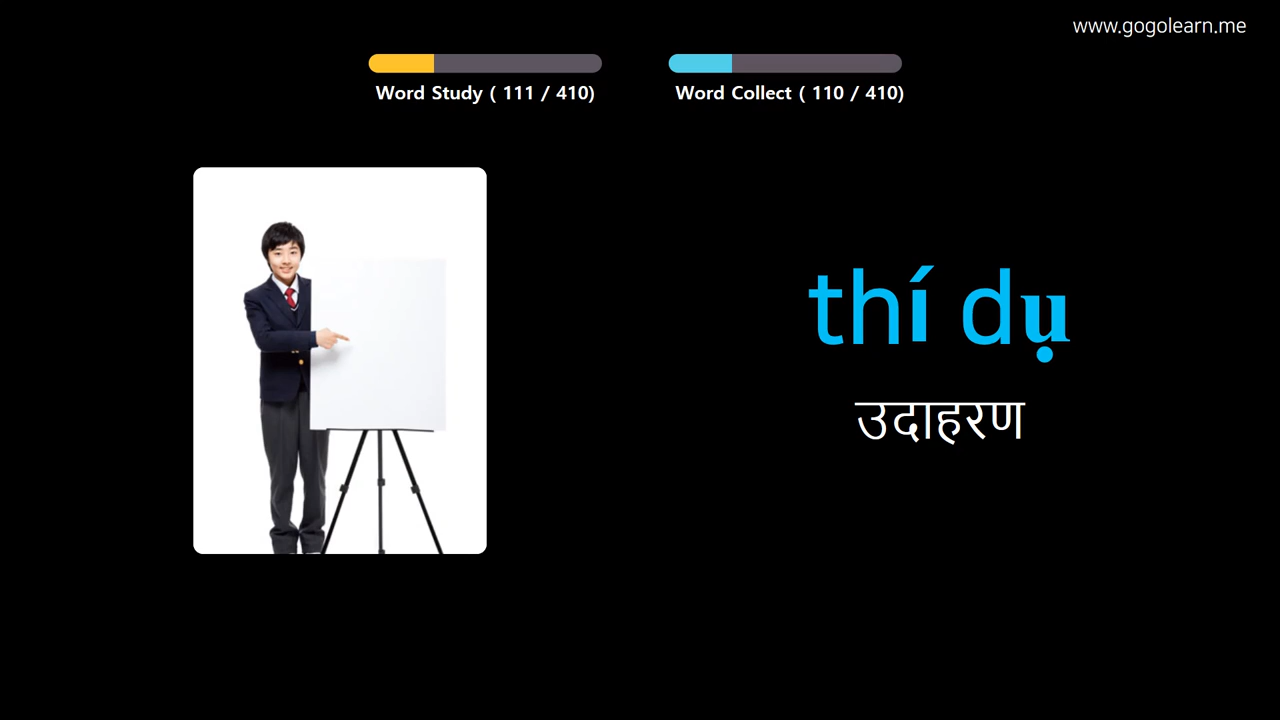 www.gogolearn.me
Word Study ( 111 / 410)
Word Collect ( 110 / 410)
thí dụ
उदाहरण